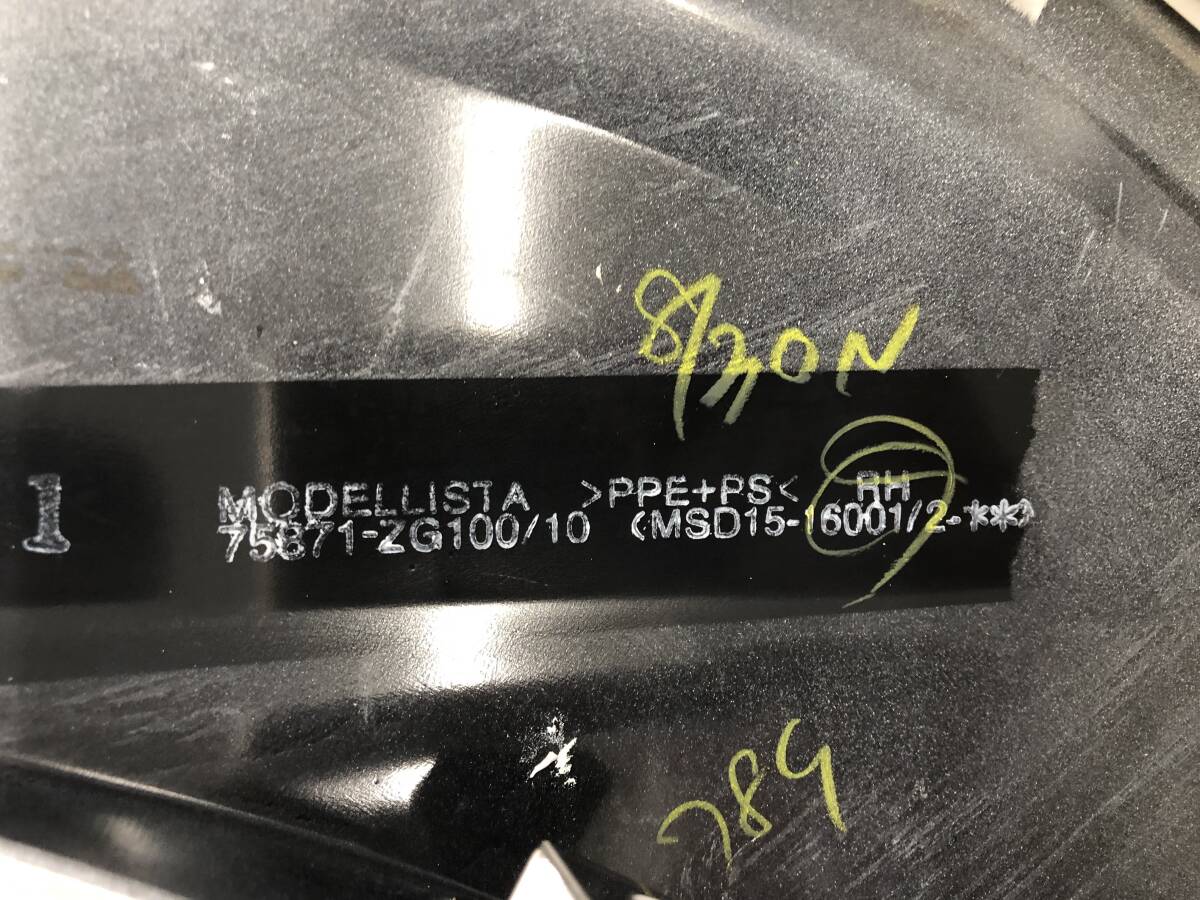 8/30N
1
MODELLISTA >PPE+PS< RH
75871-ZG100/10 (MSD15-16001/2-**)
784